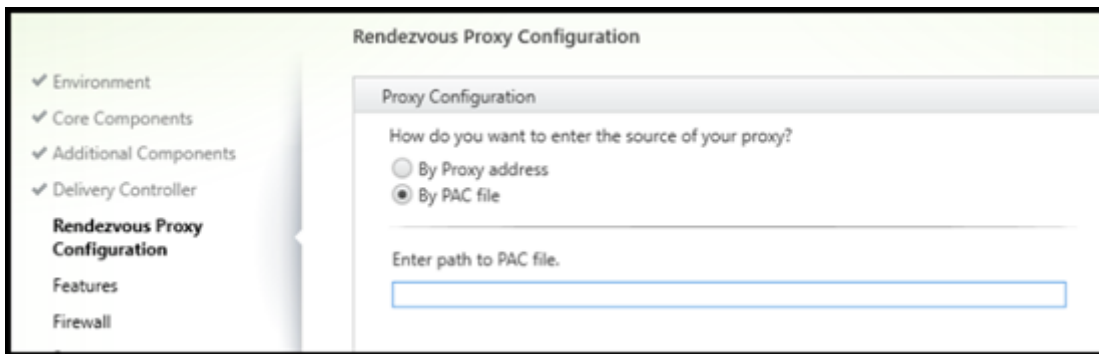 Rendezvous Proxy Configuration
Environment
Core Components
Additional Components
Delivery Controller
Rendezvous Proxy
Configuration
Features
Firewall
Proxy Configuration
How do you want to enter the source of your proxy?
By Proxy address
By PAC file
Enter path to PAC file.